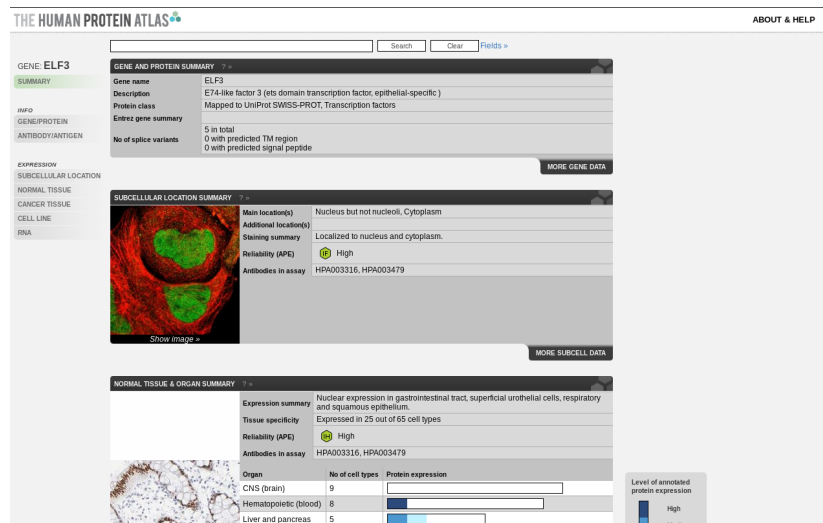 THE HUMAN PROTEIN ATLAS
ABOUT & HELP
Search Clear Fields »
GENE: ELF3
SUMMARY
INFO
GENE/PROTEIN
ANTIBODY/ANTIGEN
EXPRESSION
SUBCELLULAR LOCATION
NORMAL TISSUE
CANCER TISSUE
CELL LINE
RNA
GENE AND PROTEIN SUMMARY ? »
Gene name ELF3
Description E74-like factor 3 (ets domain transcription factor, epithelial-specific )
Protein class Mapped to UniProt SWISS-PROT, Transcription factors
Entrez gene summary
No of splice variants
5 in total
0 with predicted TM region
0 with predicted signal peptide
MORE GENE DATA
SUBCELLULAR LOCATION SUMMARY ? »
Main location(s) Nucleus but not nucleoli, Cytoplasm
Additional location(s)
Staining summary Localized to nucleus and cytoplasm.
Reliability (APE) IF High
Antibodies in assay HPA003316, HPA003479
Show image »
MORE SUBCELL DATA
NORMAL TISSUE & ORGAN SUMMARY ? »
Expression summary Nuclear expression in gastrointestinal tract, superficial urothelial cells, respiratory
and squamous epithelium.
Tissue specificity Expressed in 25 out of 65 cell types
Reliability (APE) IH High
Antibodies in assay HPA003316, HPA003479
Organ No of cell types Protein expression
CNS (brain) 9
Hematopoietic (blood) 8
Liver and pancreas 5
Level of annotated
protein expression
High